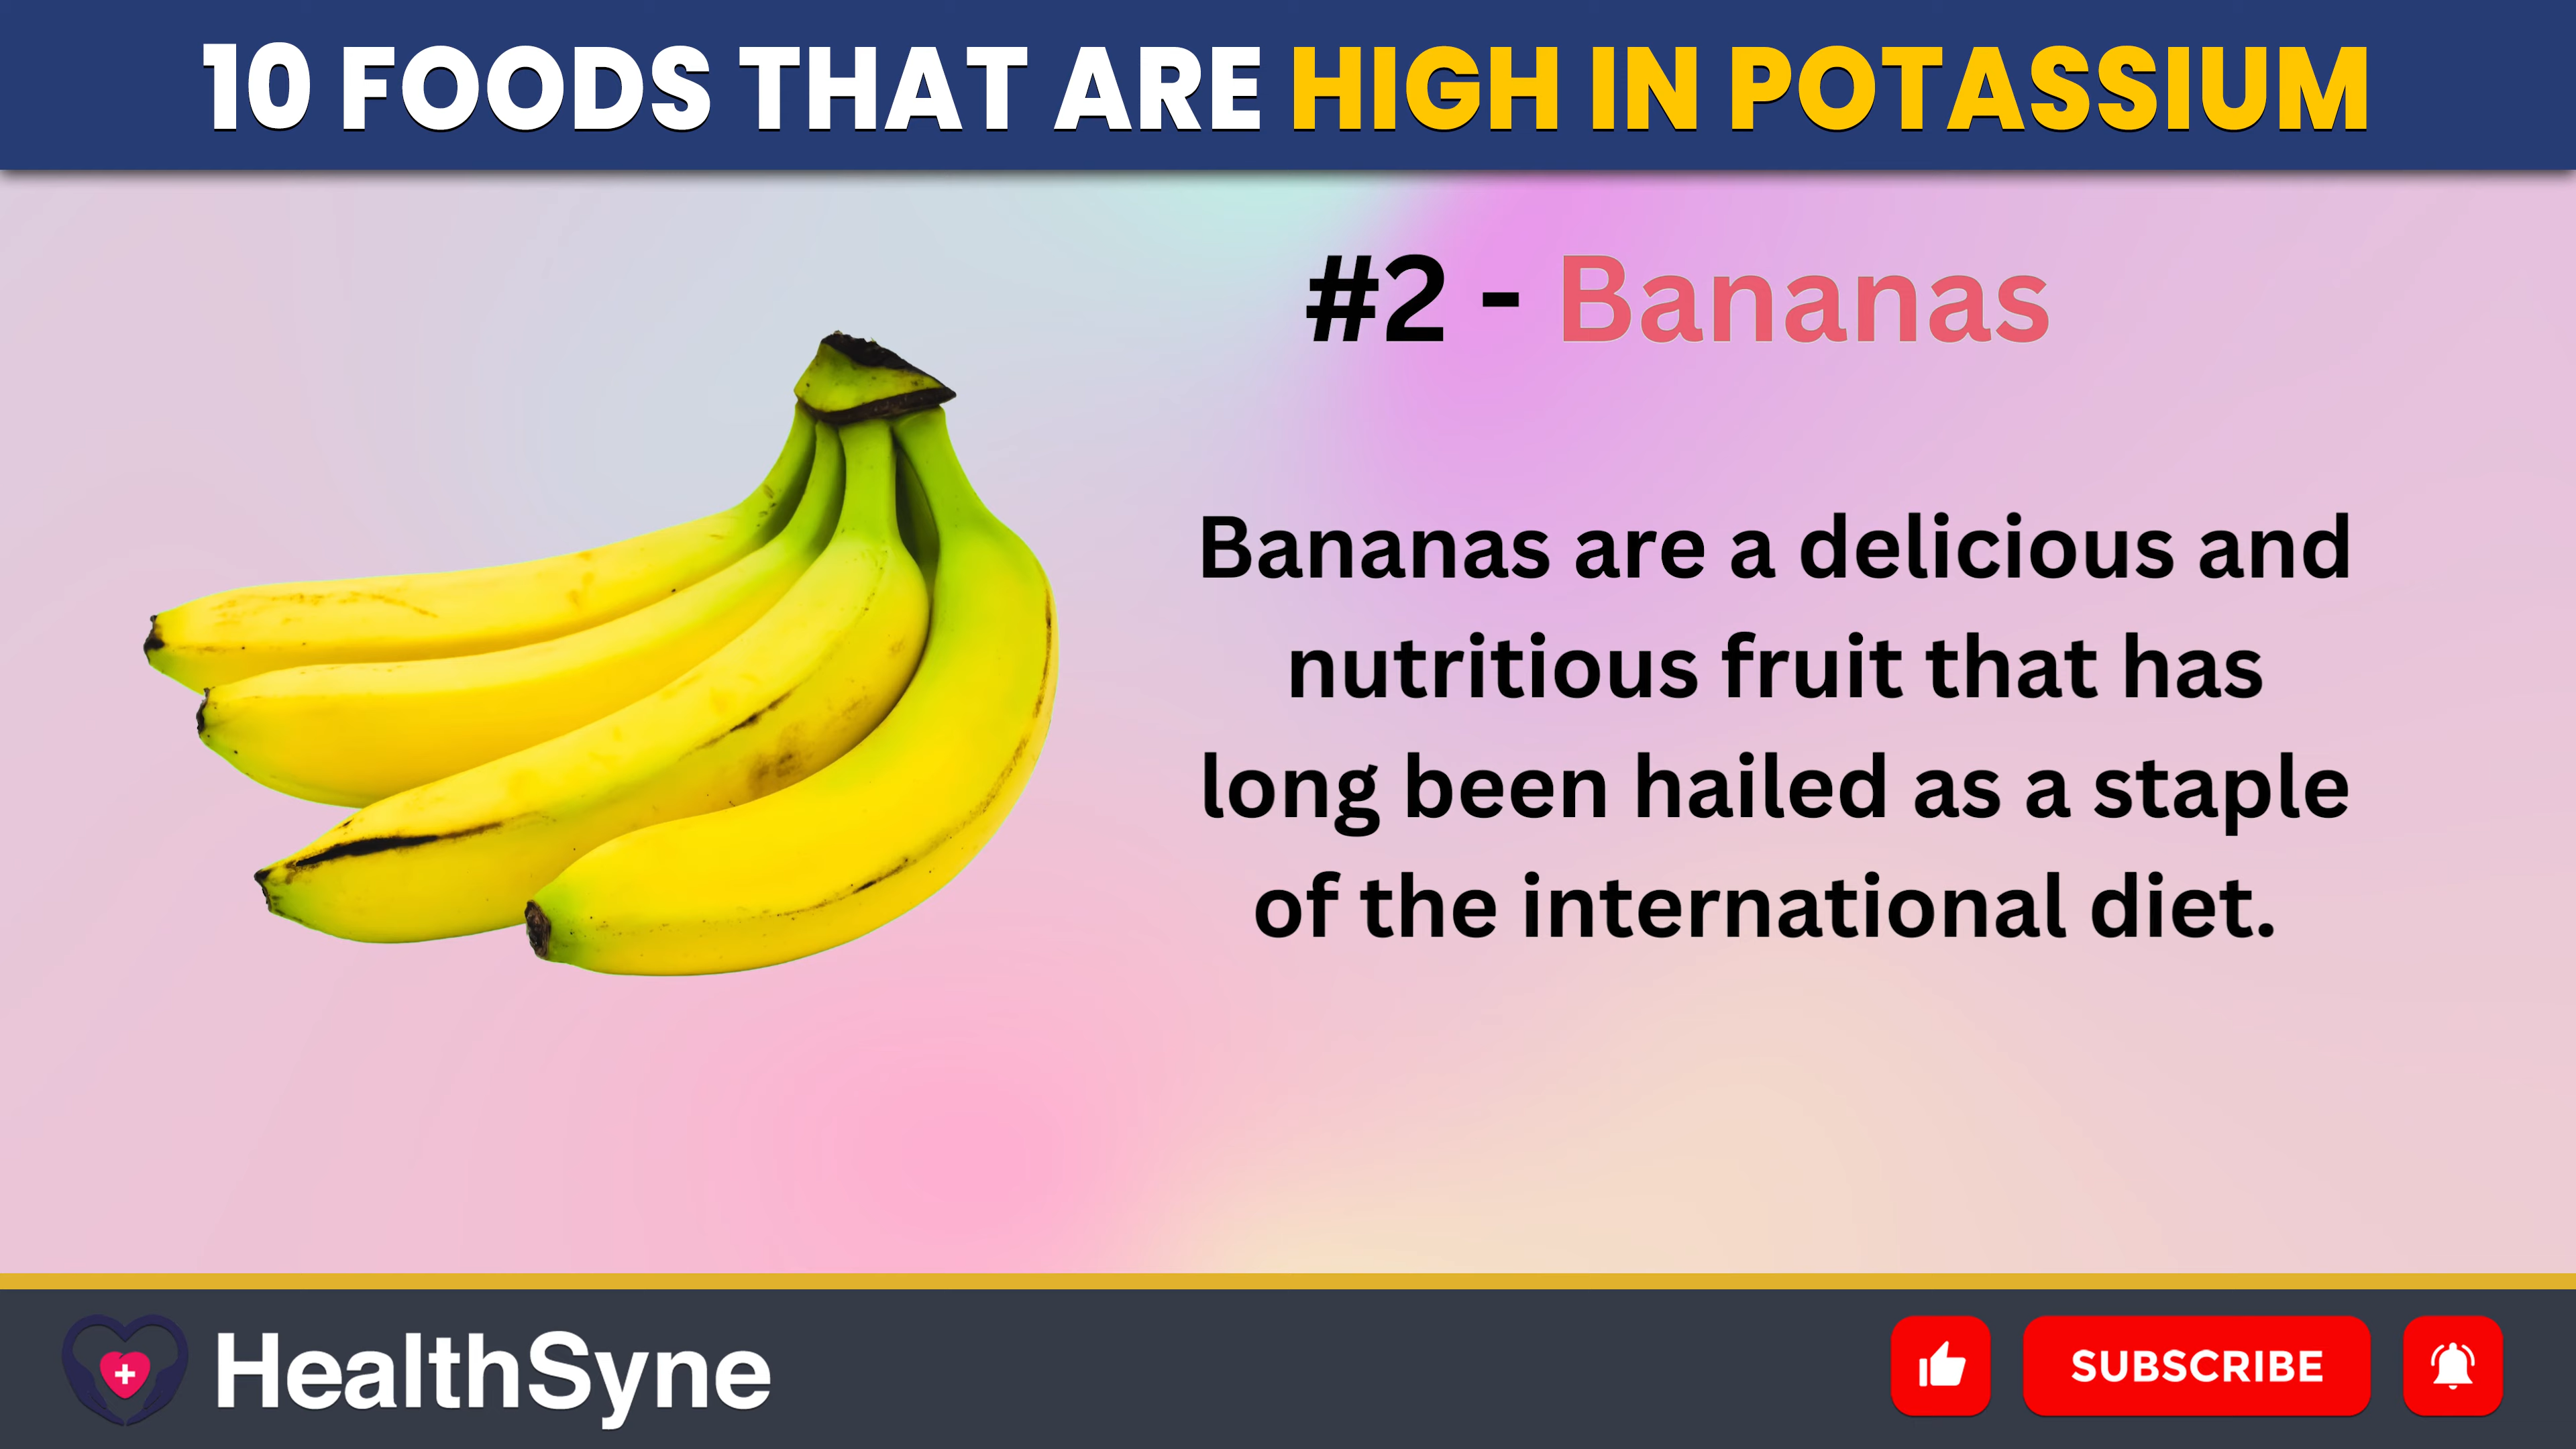 10 FOODS THAT ARE HIGH IN POTASSIUM
#2 - Bananas
Bananas are a delicious and
nutritious fruit that has
long been hailed as a staple
of the international diet.
HealthSyne
SUBSCRIBE